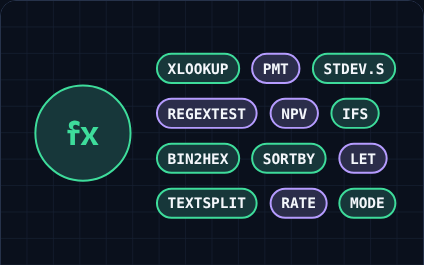 fx
XLOOKUP PMT STDEV.S
REGEXTEST NPV IFS
BIN2HEX SORTBY LET
TEXTSPLIT RATE MODE